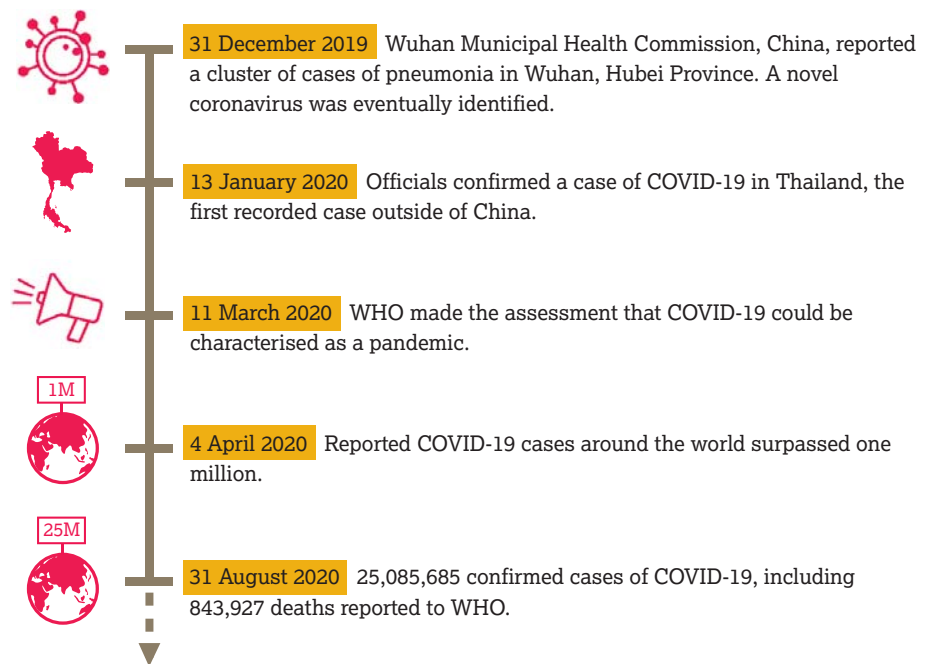 31 December 2019 Wuhan Municipal Health Commission, China, reported
a cluster of cases of pneumonia in Wuhan, Hubei Province. A novel
coronavirus was eventually identified.
13 January 2020 Officials confirmed a case of COVID-19 in Thailand, the
first recorded case outside of China.
11 March 2020 WHO made the assessment that COVID-19 could be
characterised as a pandemic.
1M
4 April 2020 Reported COVID-19 cases around the world surpassed one
million.
25M
31 August 2020 25,085,685 confirmed cases of COVID-19, including
843,927 deaths reported to WHO.